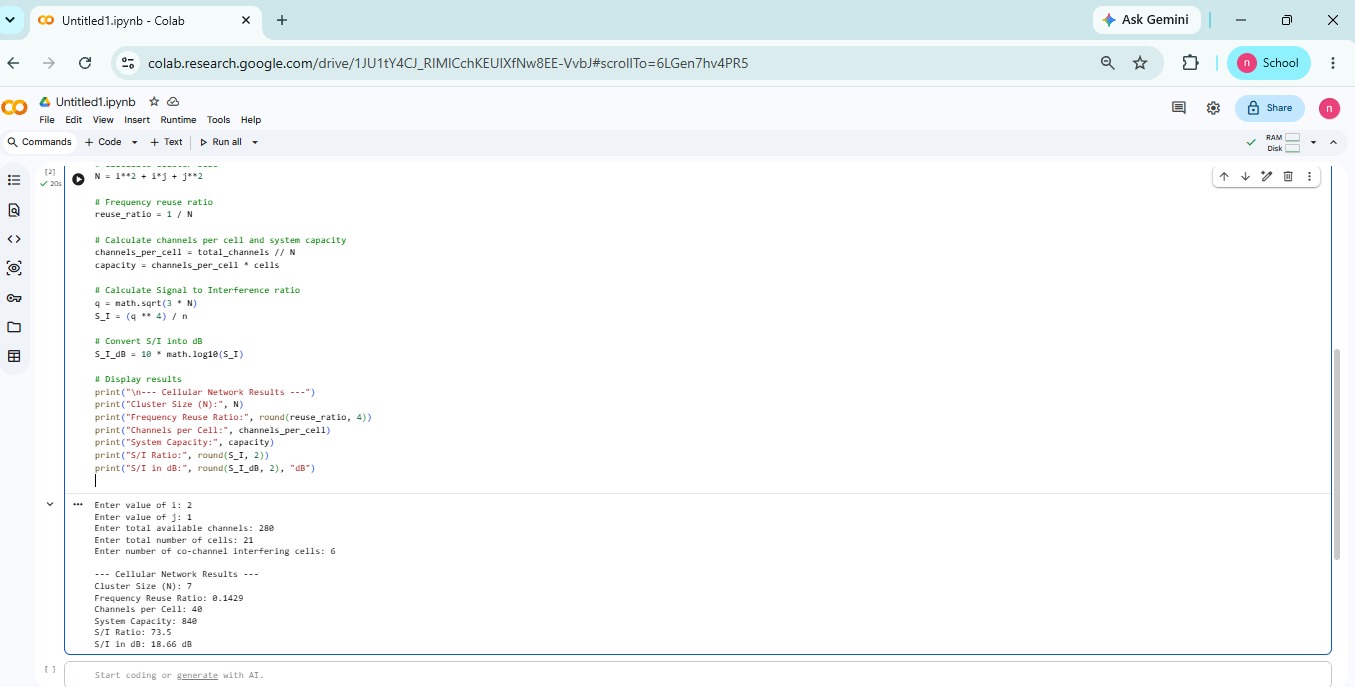 Untitled1.ipynb - Colab
Ask Gemini
colab.research.google.com/drive/1JU1tY4CJ_RIMICchKEUIXfNw8EE-VvbJ#scrollTo=6LGen7hv4PR5
n School
Untitled1.ipynb
File Edit View Insert Runtime Tools Help
Share
n
Commands + Code + Text Run all
RAM
Disk
[2]
20s
N = i**2 + i*j + j**2
# Frequency reuse ratio
reuse_ratio = 1 / N
# Calculate channels per cell and system capacity
channels_per_cell = total_channels // N
capacity = channels_per_cell * cells
# Calculate Signal to Interference ratio
q = math.sqrt(3 * N)
S_I = (q ** 4) / n
# Convert S/I into dB
S_I_dB = 10 * math.log10(S_I)
# Display results
print("\n--- Cellular Network Results ---")
print("Cluster Size (N):", N)
print("Frequency Reuse Ratio:", round(reuse_ratio, 4))
print("Channels per Cell:", channels_per_cell)
print("System Capacity:", capacity)
print("S/I Ratio:", round(S_I, 2))
print("S/I in dB:", round(S_I_dB, 2), "dB")
Enter value of i: 2
Enter value of j: 1
Enter total available channels: 280
Enter total number of cells: 21
Enter number of co-channel interfering cells: 6
--- Cellular Network Results ---
Cluster Size (N): 7
Frequency Reuse Ratio: 0.1429
Channels per Cell: 40
System Capacity: 840
S/I Ratio: 73.5
S/I in dB: 18.66 dB
[ ]
Start coding or generate with AI.